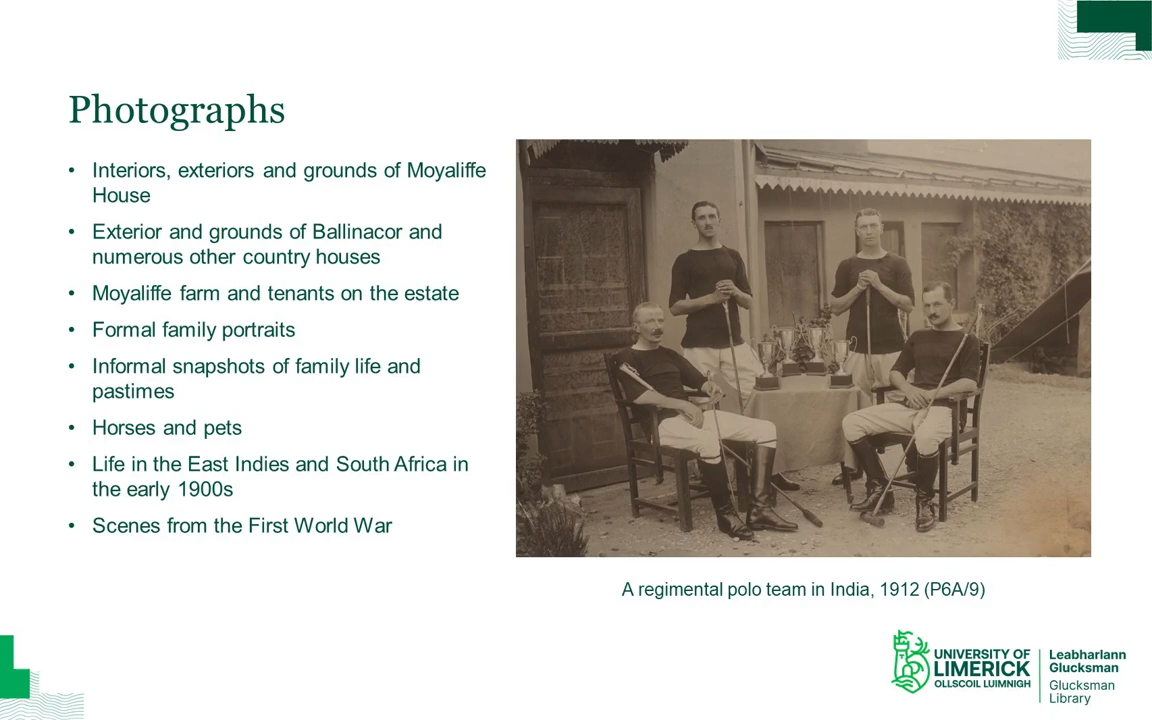 Photographs
• Interiors, exteriors and grounds of Moyaliffe
House
• Exterior and grounds of Ballinacor and
numerous other country houses
• Moyaliffe farm and tenants on the estate
• Formal family portraits
• Informal snapshots of family life and
pastimes
• Horses and pets
• Life in the East Indies and South Africa in
the early 1900s
• Scenes from the First World War
A regimental polo team in India, 1912 (P6A/9)
UNIVERSITY OF
LIMERICK
OLLSCOIL LUIMNIGH
Leabharlann
Glucksman
Glucksman
Library